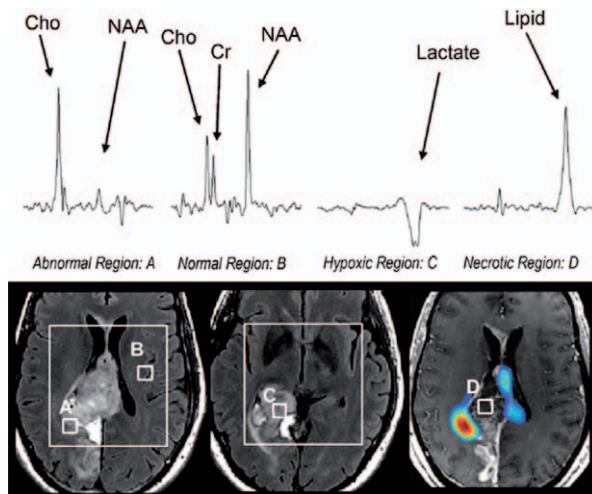 Cho
NAA
Cho
Cr
NAA
Lactate
Lipid
Abnormal Region: A
Normal Region: B
Hypoxic Region: C
Necrotic Region: D
A
B
C
D